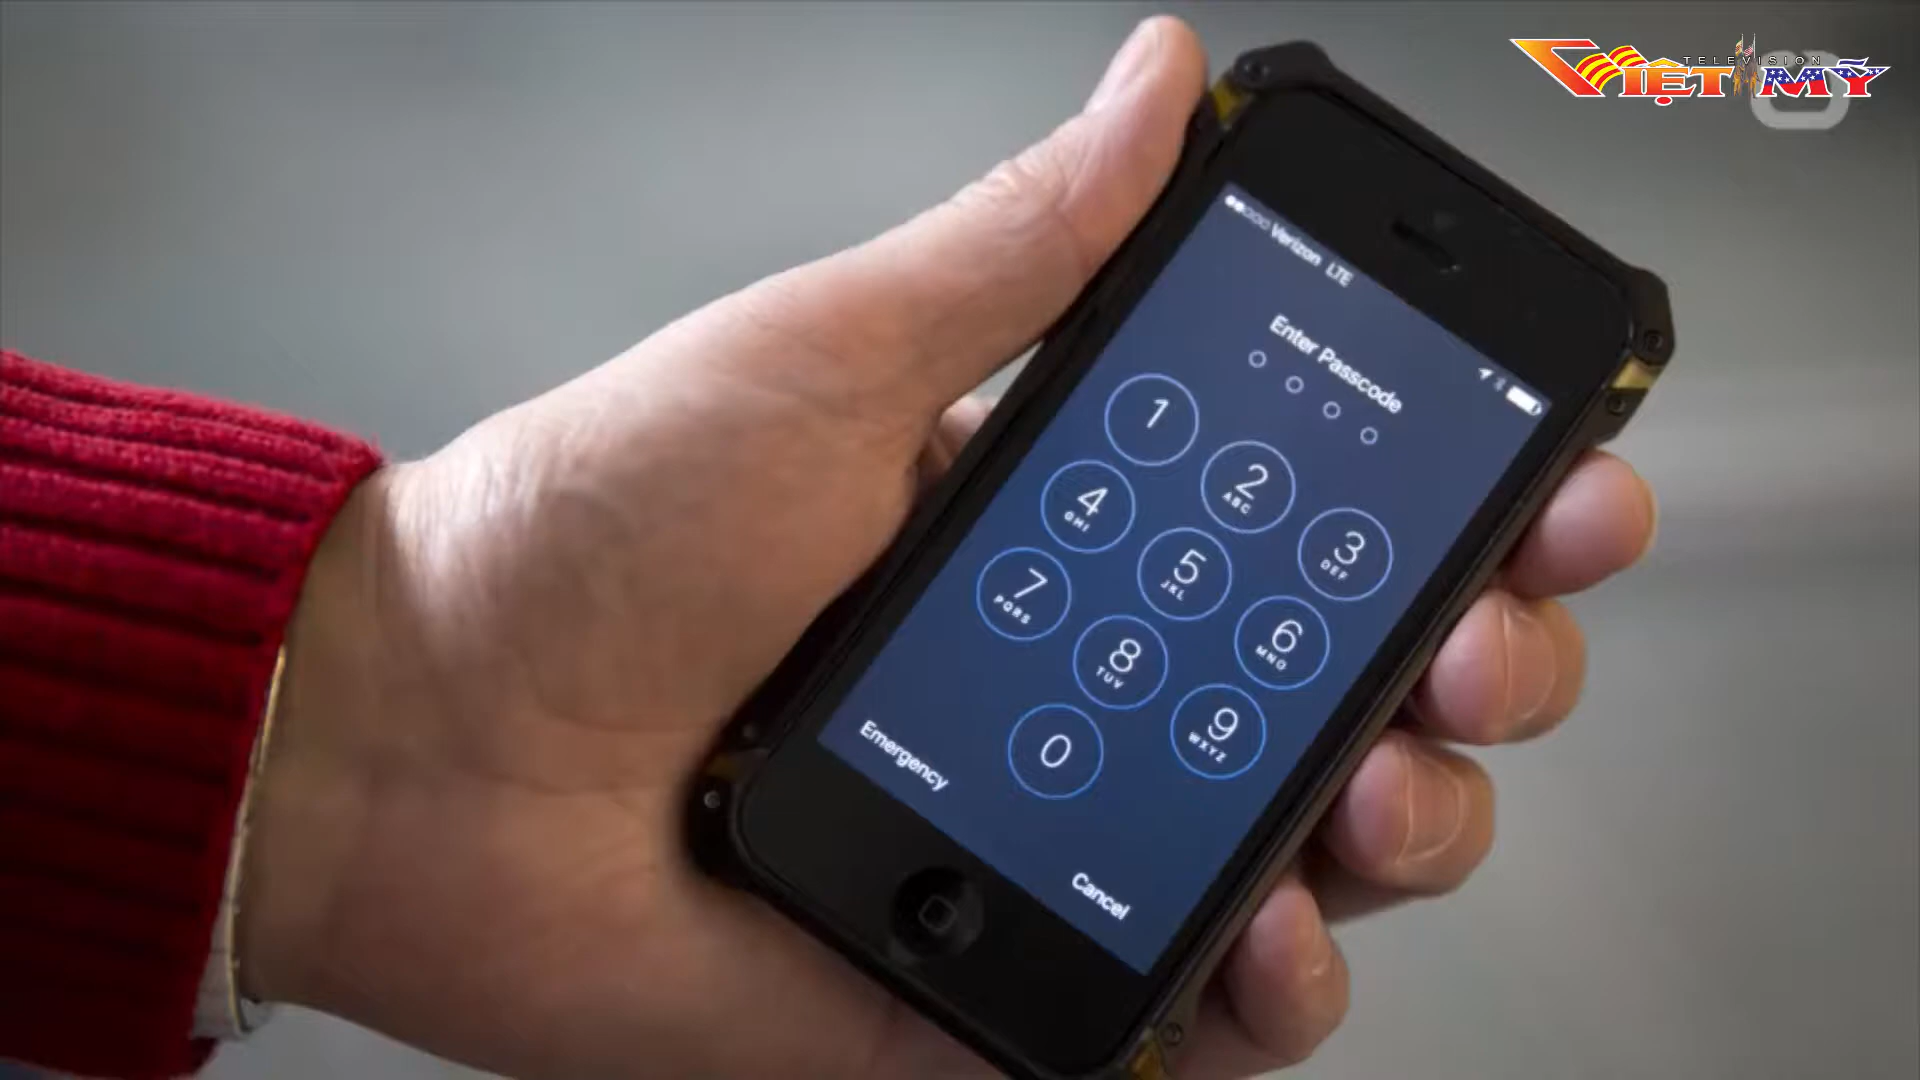 TELEVISION
VIỆT MỸ
Verizon LTE
Enter Passcode
1
2
ABC
3
DEF
4
GHI
5
JKL
6
MNO
7
PQRS
8
TUV
9
WXYZ
0
Emergency
Cancel